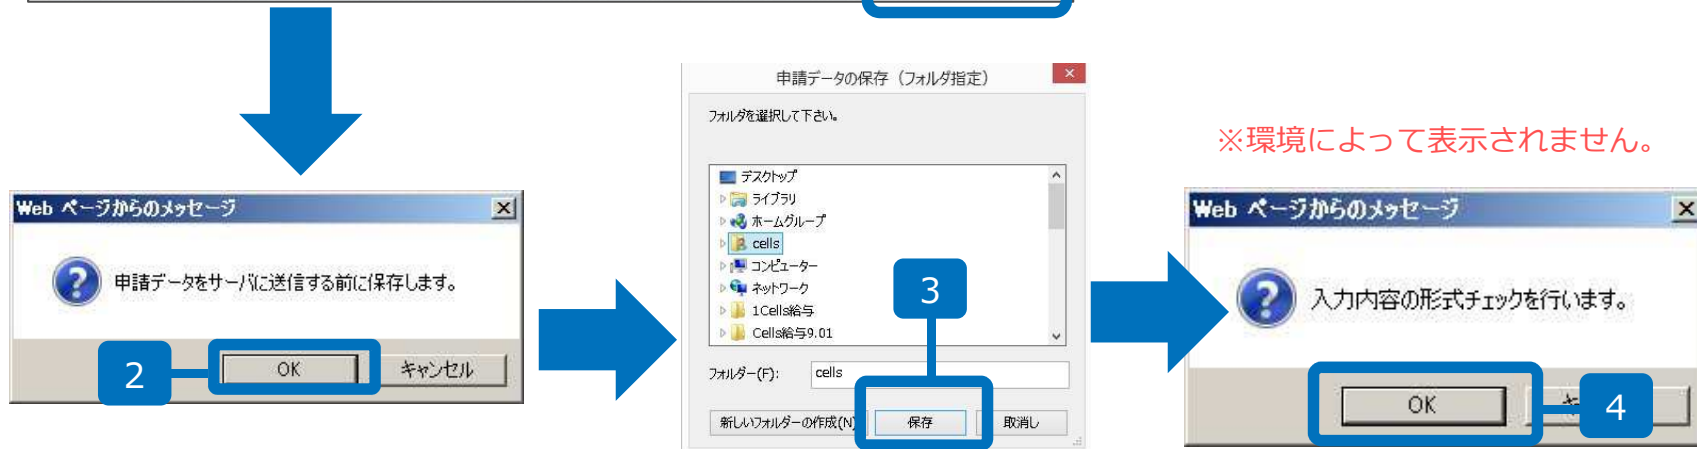 申請データの保存（フォルダ指定）
フォルダを選択して下さい。
※環境によって表示されません。
デスクトップ
ライブラリ
ホームグループ
cells
コンピューター
ネットワーク
1Cells給与
Cells給与9.01
3
フォルダー(F):
cells
新しいフォルダーの作成(N)
保存
取消し
Web ページからのメッセージ
申請データをサーバに送信する前に保存します。
2
OK
キャンセル
Web ページからのメッセージ
入力内容の形式チェックを行います。
OK
4